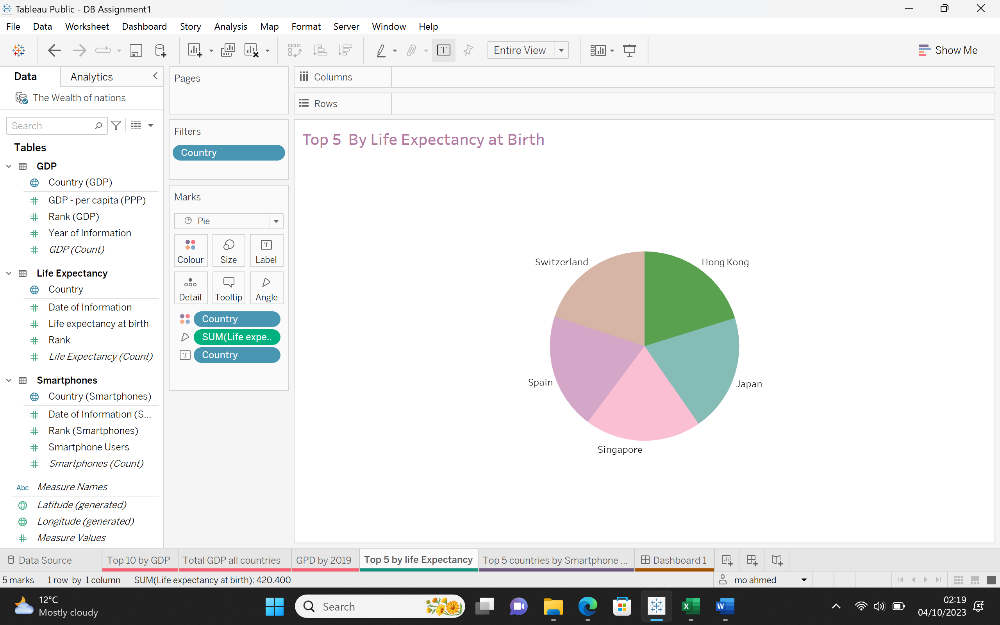 Tableau Public - DB Assignment1
File Data Worksheet Dashboard Story Analysis Map Format Server Window Help
Entire View
Show Me
Data Analytics
The Wealth of nations
Search
Tables
GDP
Country (GDP)
GDP - per capita (PPP)
Rank (GDP)
Year of Information
GDP (Count)
Life Expectancy
Country
Date of Information
Life expectancy at birth
Rank
Life Expectancy (Count)
Smartphones
Country (Smartphones)
Date of Information (S...
Rank (Smartphones)
Smartphone Users
Smartphones (Count)
Abc Measure Names
Latitude (generated)
Longitude (generated)
Measure Values
Pages
Filters
Country
Marks
Pie
Colour Size Label
Detail Tooltip Angle
Country
SUM(Life expe..
Country
Columns
Rows
Top 5 By Life Expectancy at Birth
Switzerland
Hong Kong
Spain
Japan
Singapore
Data Source Top 10 by GDP Total GDP all countries GPD by 2019 Top 5 by life Expectancy Top 5 countries by Smartphone ... Dashboard 1
5 marks 1 row by 1 column SUM(Life expectancy at birth): 420.400 mo ahmed
12°C
Mostly cloudy
Search
02:19
04/10/2023